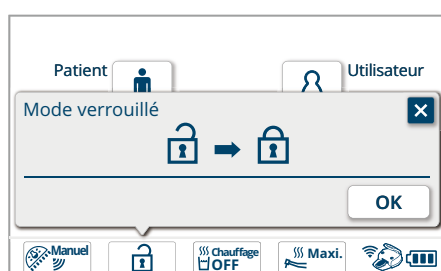 Patient
Utilisateur
Mode verrouillé
OK
Manuel
Chauffage
OFF
Maxi.